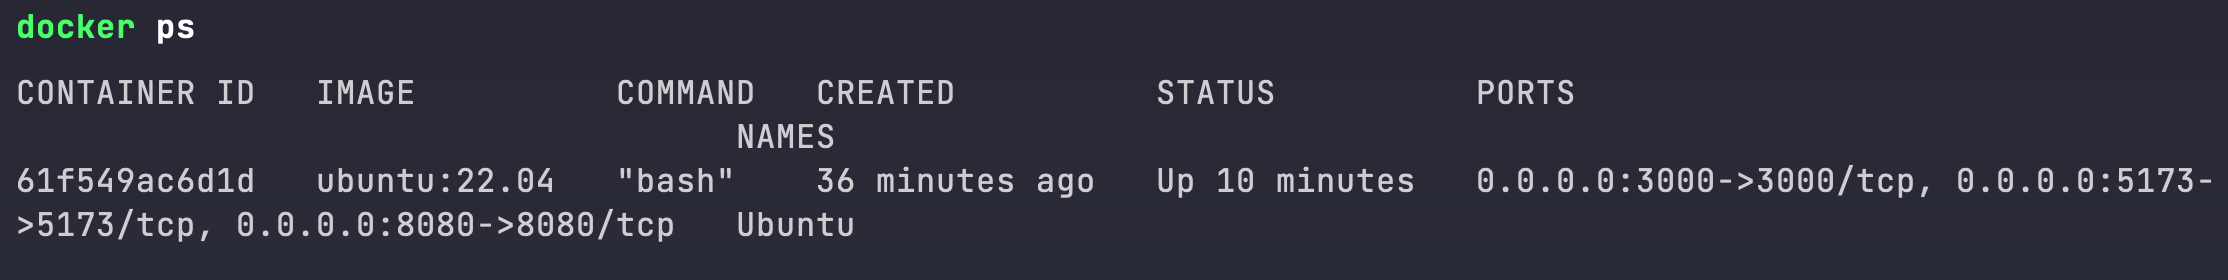 docker ps
CONTAINER ID   IMAGE          COMMAND   CREATED          STATUS          PORTS
                                    NAMES
61f549ac6d1d   ubuntu:22.04   "bash"    36 minutes ago   Up 10 minutes   0.0.0.0:3000->3000/tcp, 0.0.0.0:5173-
>5173/tcp, 0.0.0.0:8080->8080/tcp   Ubuntu